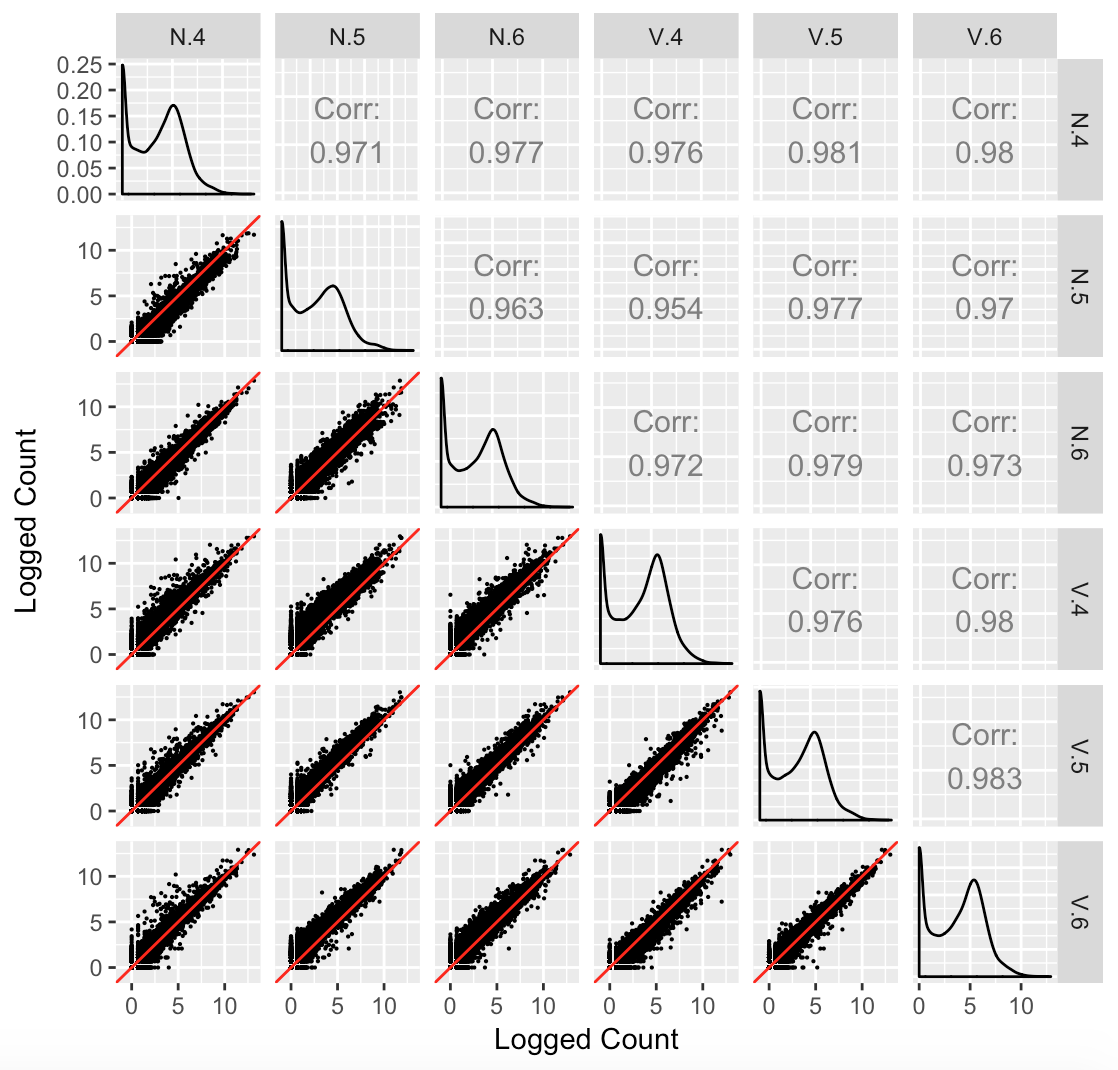 N.4 N.5 N.6 V.4 V.5 V.6
0.25
0.20
0.15
0.10
0.05
0.00
Corr: Corr: Corr: Corr: Corr:
0.971 0.977 0.976 0.981 0.98
N.4
10
5
0
Corr: Corr: Corr: Corr:
0.963 0.954 0.977 0.97
N.5
10
5
0
Corr: Corr: Corr:
0.972 0.979 0.973
N.6
10
5
0
Corr: Corr:
0.976 0.98
V.4
10
5
0
Corr:
0.983
V.5
10
5
0
V.6
0 5 10 0 5 10 0 5 10 0 5 10 0 5 10 0 5 10
Logged Count
Logged Count